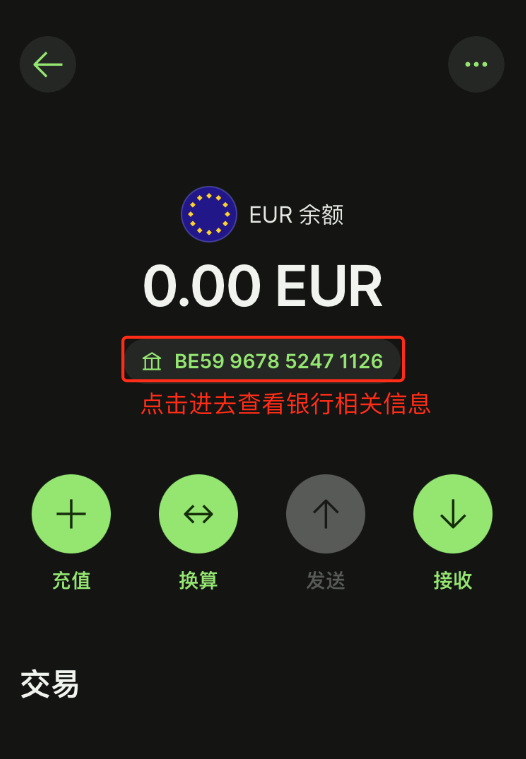 EUR 余额
0.00 EUR
BE59 9678 5247 1126
点击进去查看银行相关信息
充值
换算
发送
接收
交易